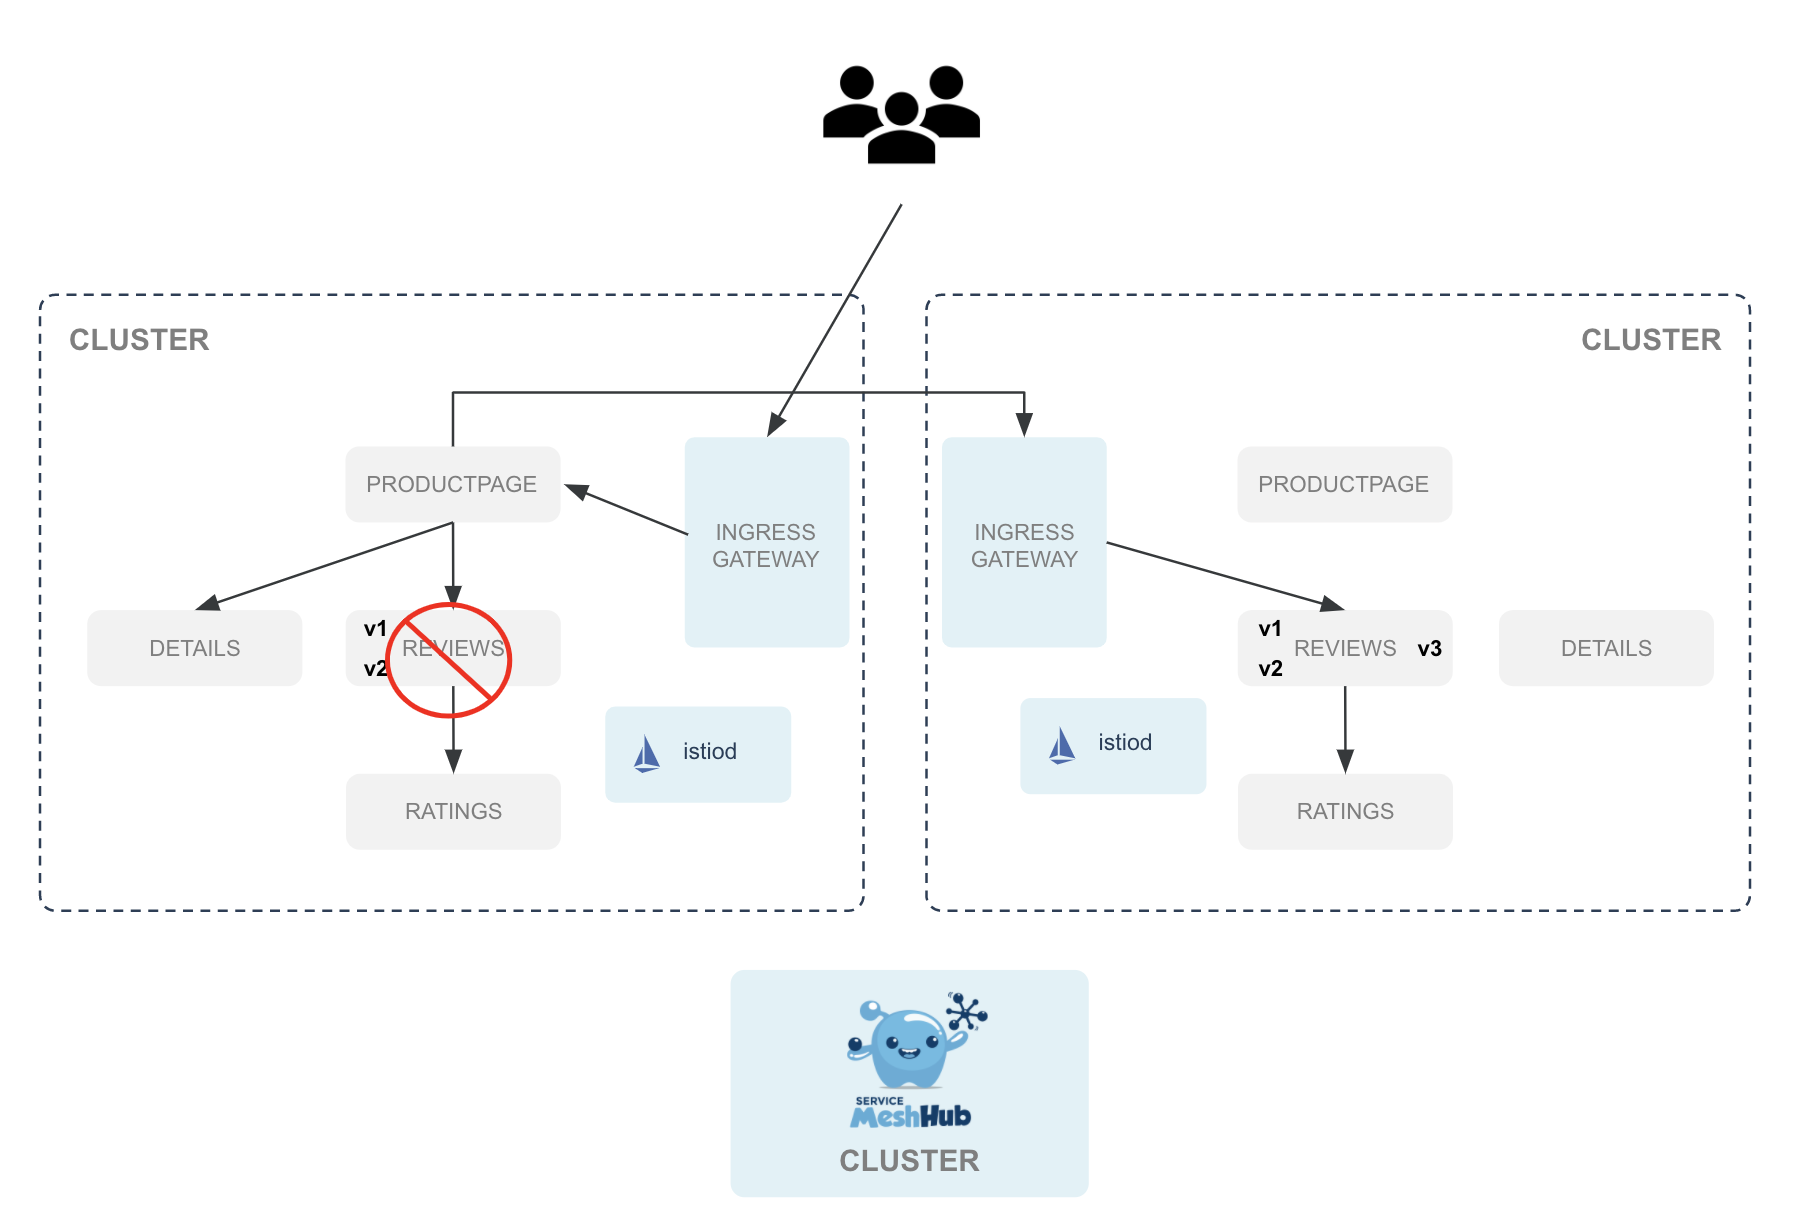 CLUSTER
CLUSTER
PRODUCTPAGE
INGRESS
GATEWAY
INGRESS
GATEWAY
PRODUCTPAGE
DETAILS
v1
REVIEWS
v2
v1
REVIEWS
v3
v2
DETAILS
istiod
istiod
RATINGS
RATINGS
SERVICE
MeshHub
CLUSTER